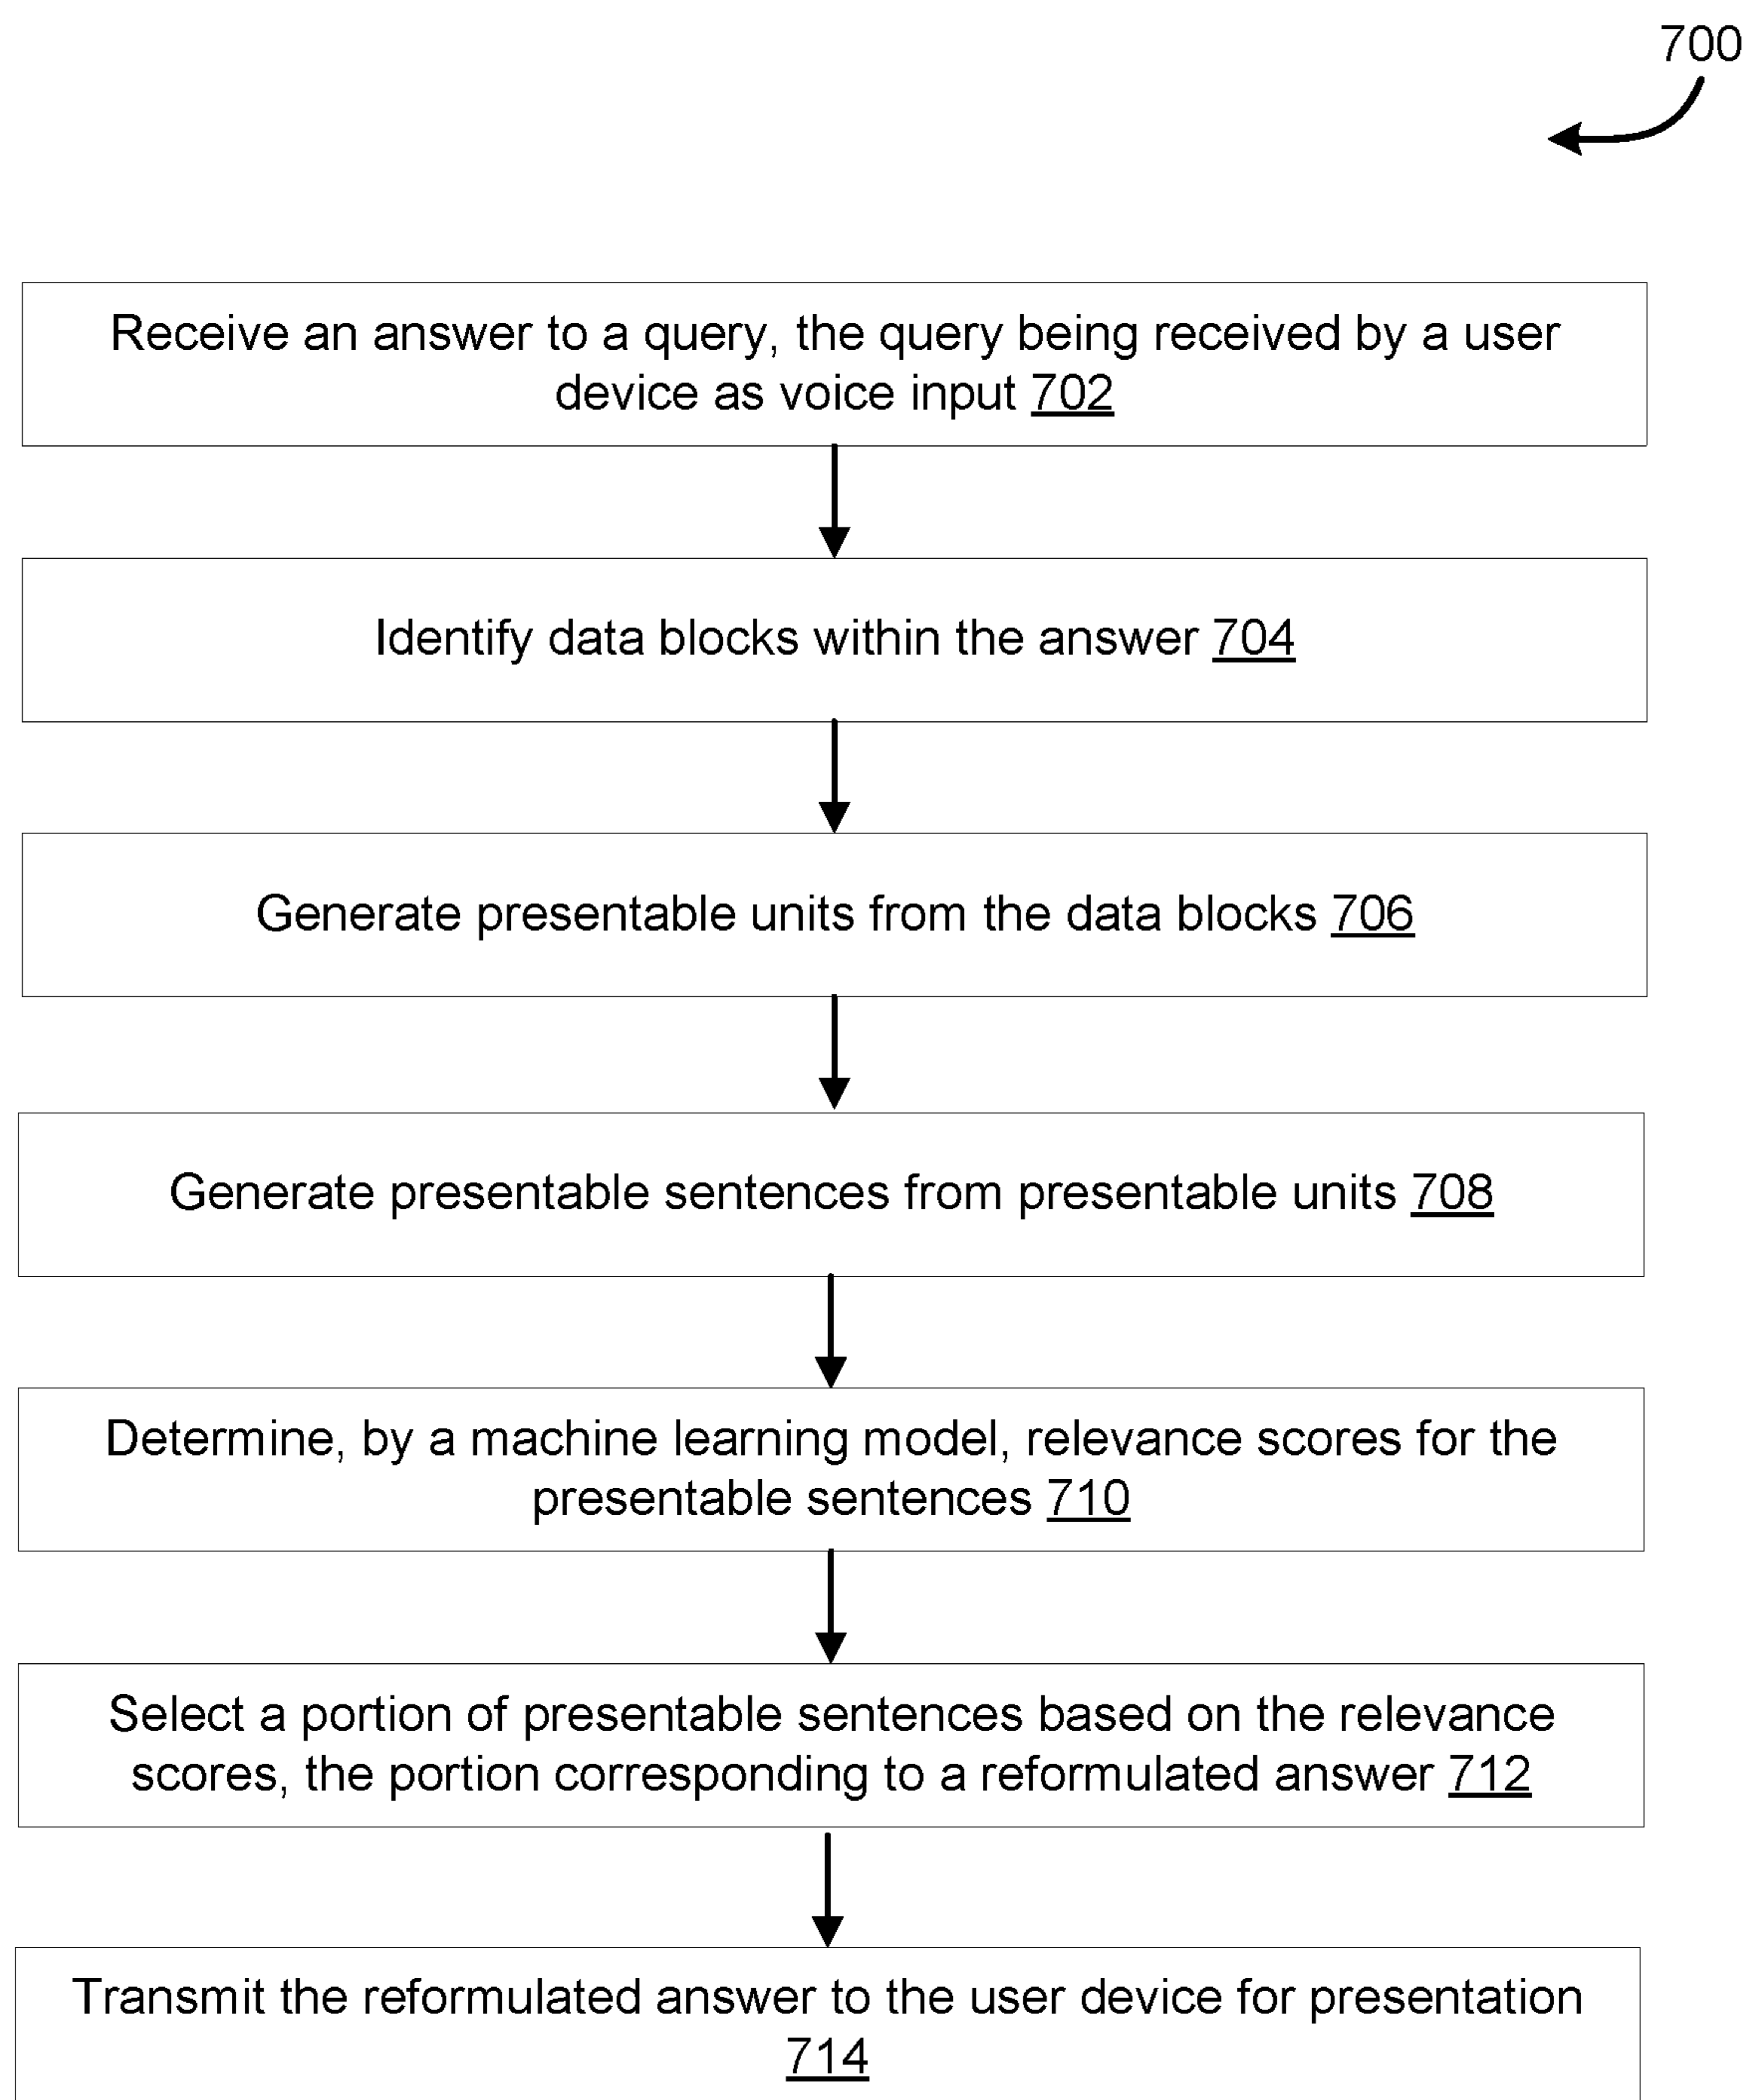 700
Receive an answer to a query, the query being received by a user
device as voice input 702
Identify data blocks within the answer 704
Generate presentable units from the data blocks 706
Generate presentable sentences from presentable units 708
Determine, by a machine learning model, relevance scores for the
presentable sentences 710
Select a portion of presentable sentences based on the relevance
scores, the portion corresponding to a reformulated answer 712
Transmit the reformulated answer to the user device for presentation
714